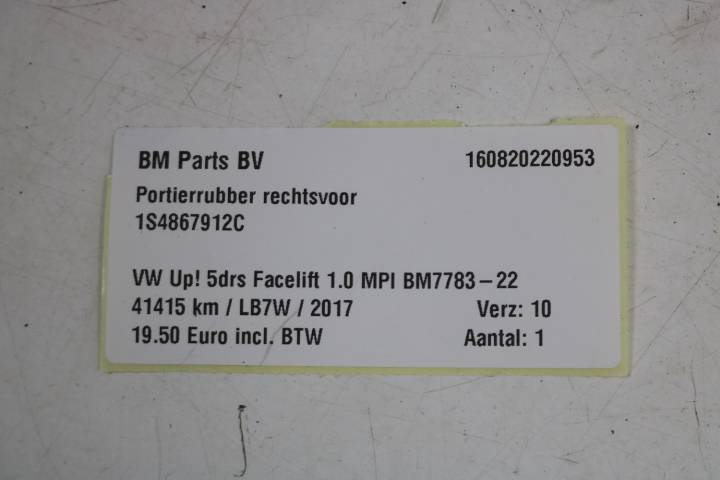 BM Parts BV 160820220953
Portierrubber rechtsvoor
1S4867912C
VW Up! 5drs Facelift 1.0 MPI BM7783-22
41415 km / LB7W / 2017 Verz: 10
19.50 Euro incl. BTW Aantal: 1